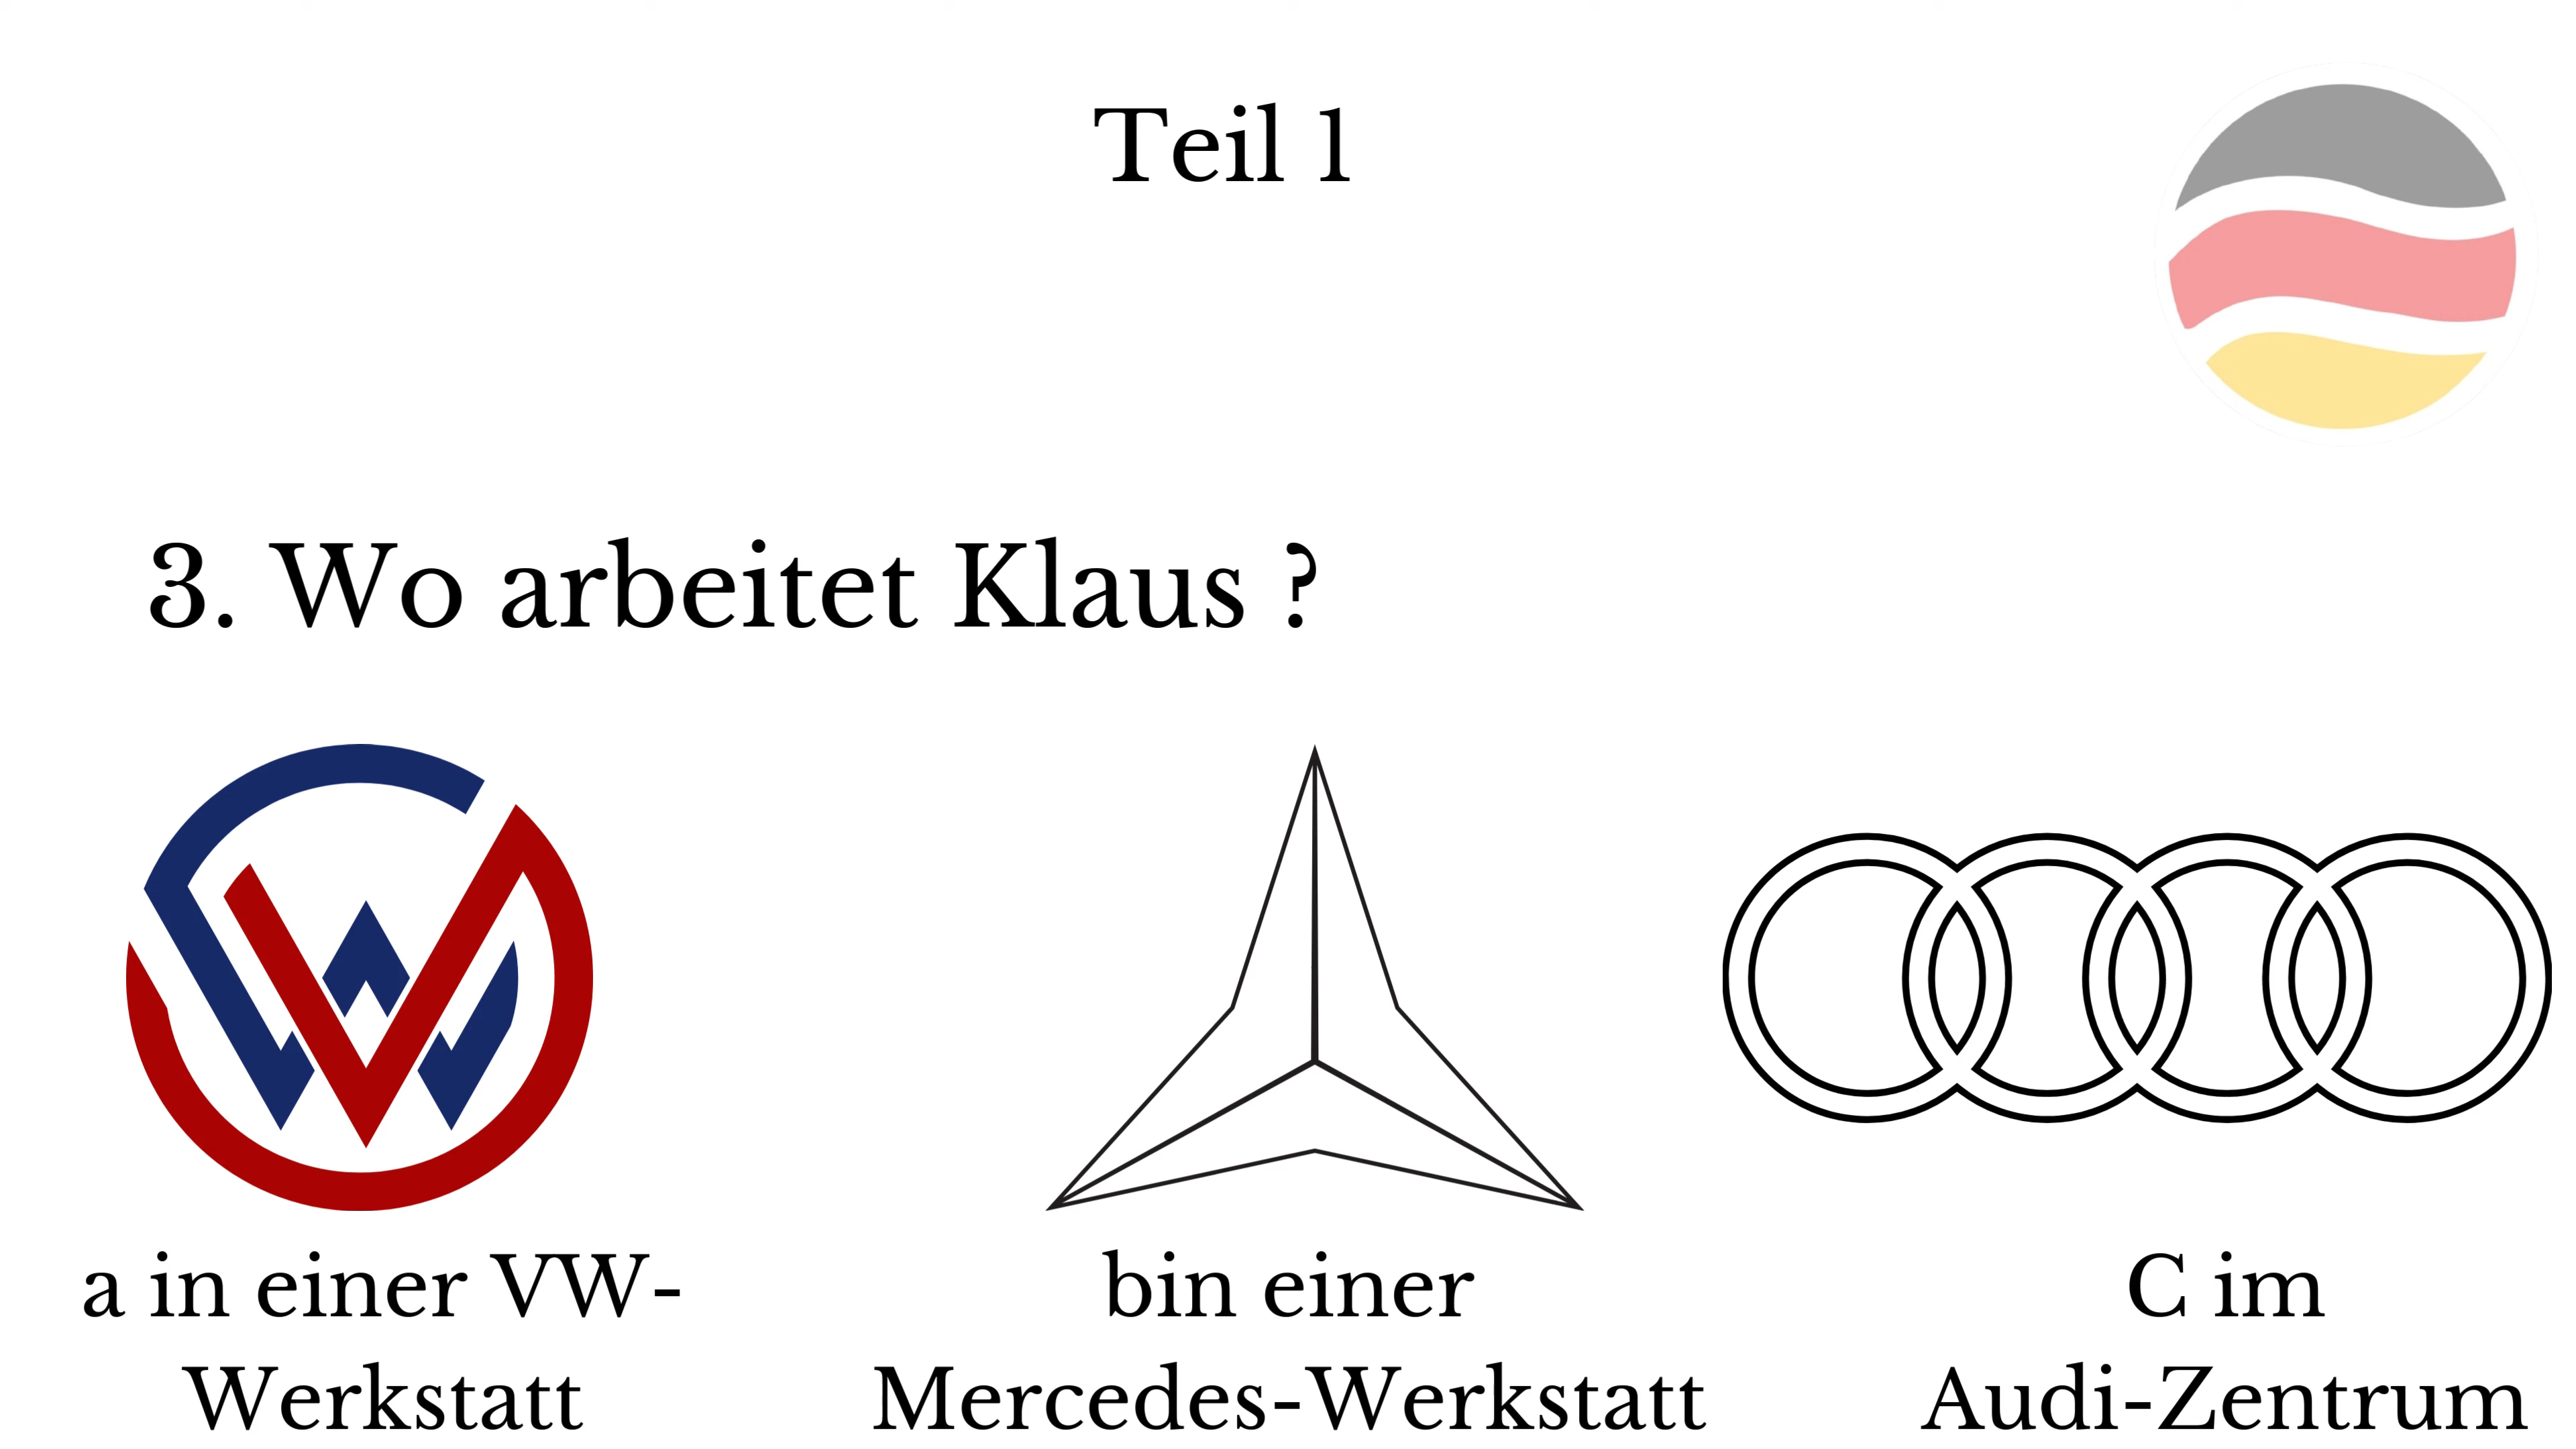 Teil 1
3. Wo arbeitet Klaus ?
a in einer VW-
Werkstatt
bin einer
Mercedes-Werkstatt
C im
Audi-Zentrum